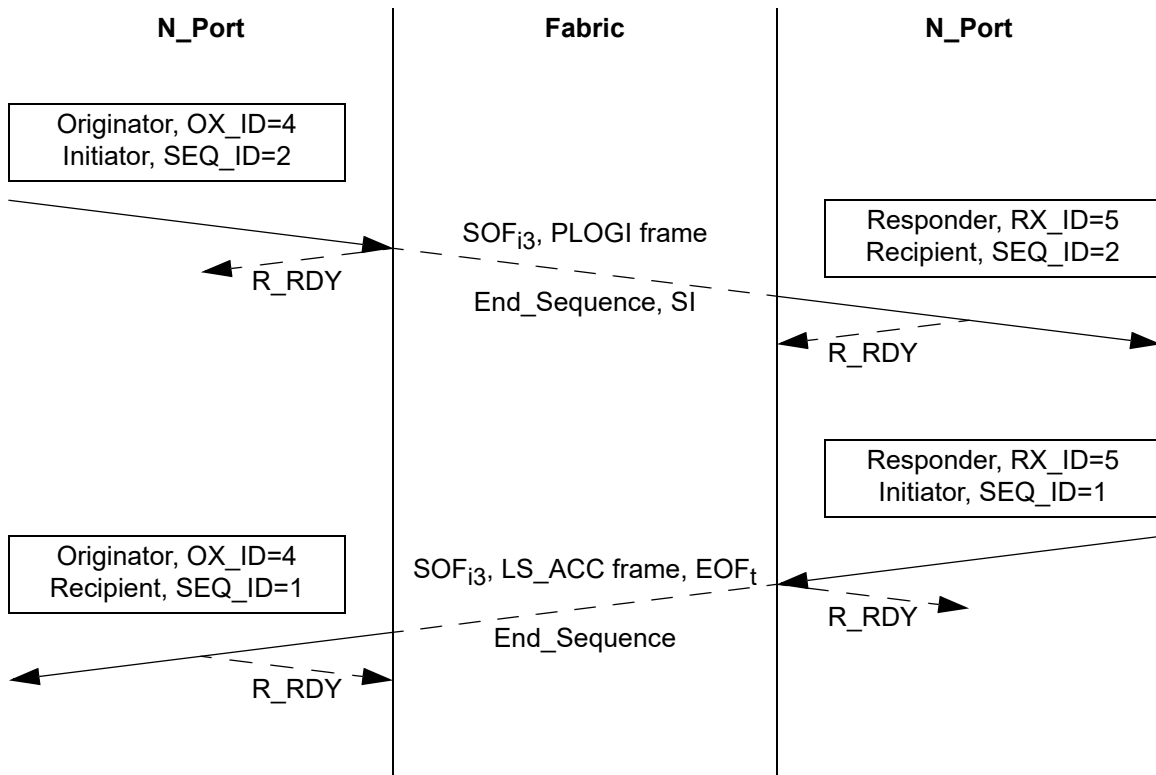 N_Port
Fabric
N_Port
Originator, OX_ID=4
Initiator, SEQ_ID=2
SOFi3, PLOGI frame
Responder, RX_ID=5
Recipient, SEQ_ID=2
R_RDY
End_Sequence, SI
R_RDY
Responder, RX_ID=5
Initiator, SEQ_ID=1
Originator, OX_ID=4
Recipient, SEQ_ID=1
SOFi3, LS_ACC frame, EOFt
R_RDY
End_Sequence
R_RDY